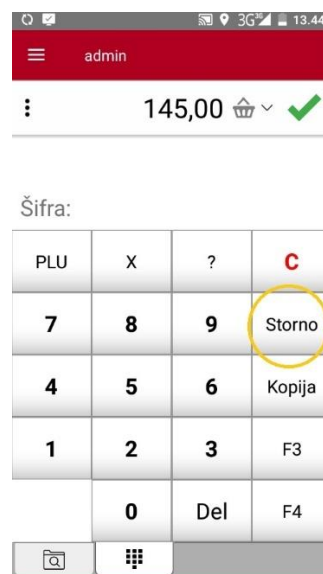 3G 3G 13.44
admin
145,00
Šifra:
PLU X ? C
7 8 9 Storno
4 5 6 Kopija
1 2 3 F3
0 Del F4